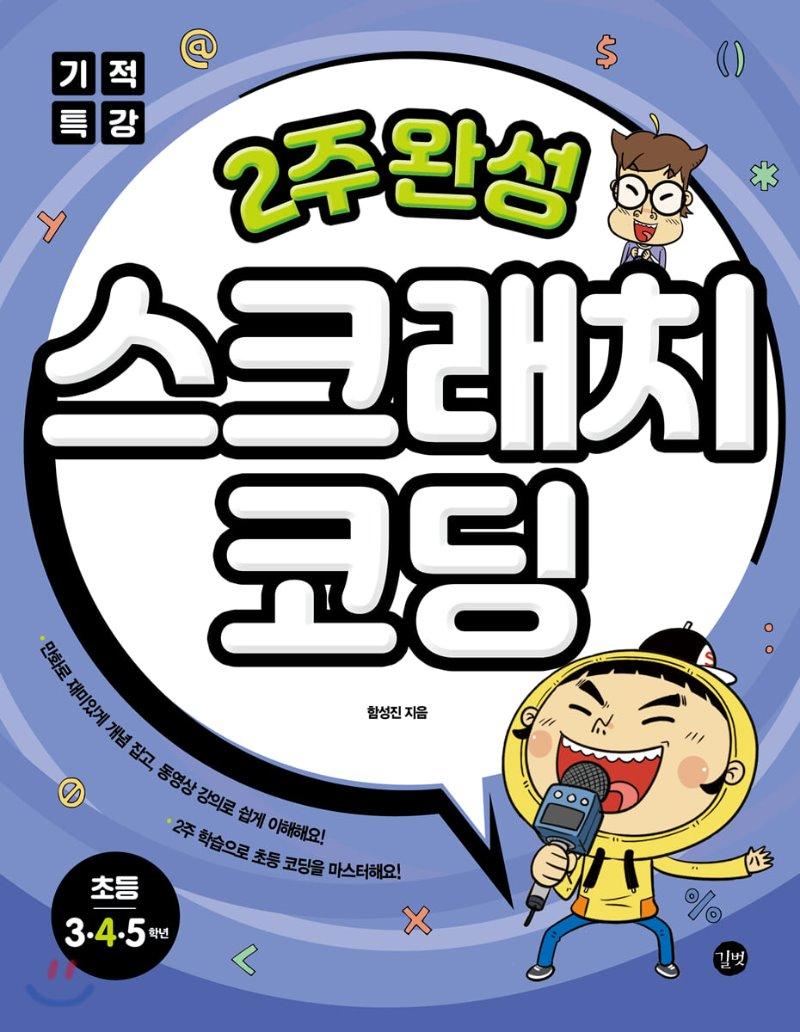 기적
특강
2주 완성
스크래치
코딩
함성진 지음
만화로 재미있게 개념 잡고, 동영상 강의로 쉽게 이해해요!
2주 학습으로 초등 코딩을 마스터해요!
초등
3·4·5학년
길벗
@
$
()
*
Y
S
:
%
×
<